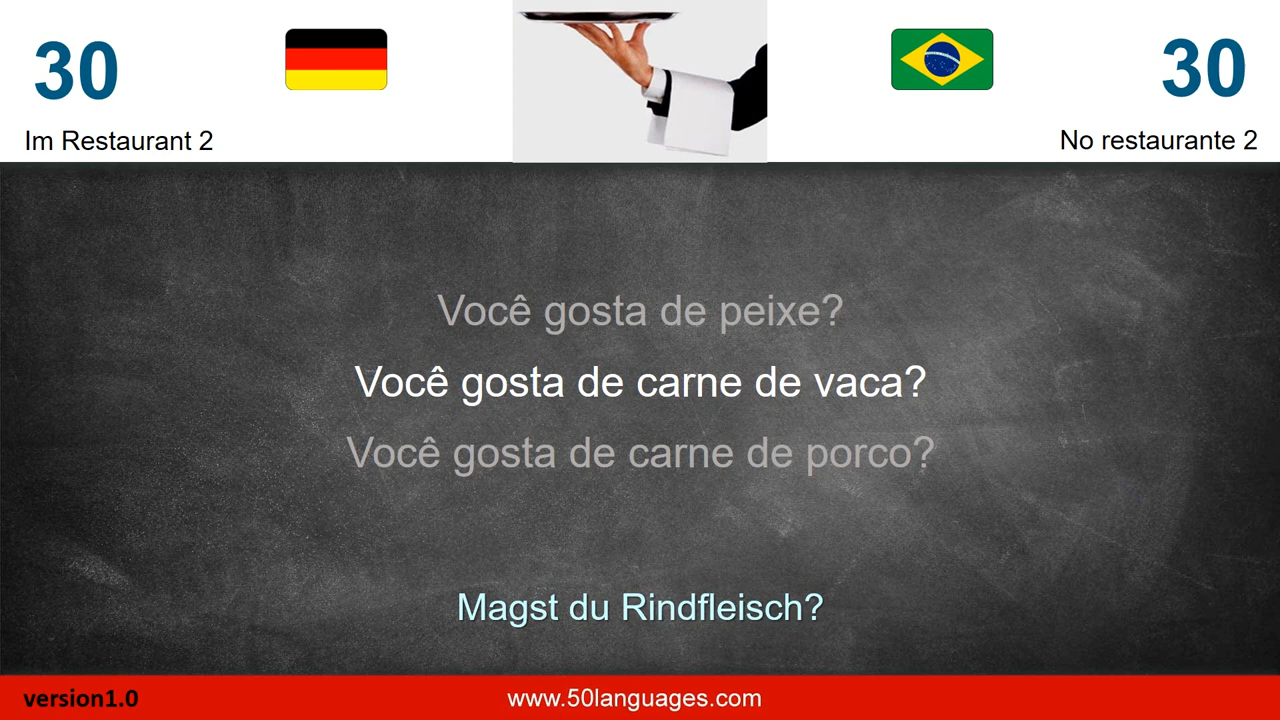 30
30
Im Restaurant 2
No restaurante 2
Você gosta de peixe?
Você gosta de carne de vaca?
Você gosta de carne de porco?
Magst du Rindfleisch?
version1.0
www.50languages.com